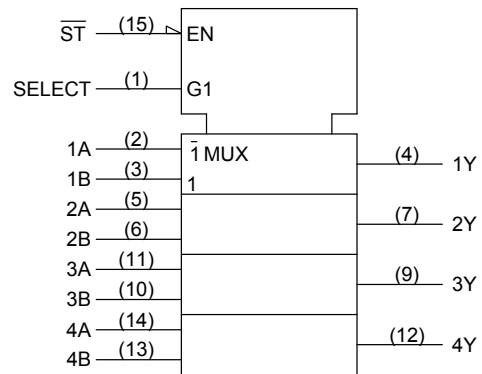 S̅T̅ (15) EN
SELECT (1) G1
1A (2) 1̅ MUX
(4) 1Y
1B (3) 1
2A (5)
(7) 2Y
2B (6)
3A (11)
(9) 3Y
3B (10)
4A (14)
(12) 4Y
4B (13)